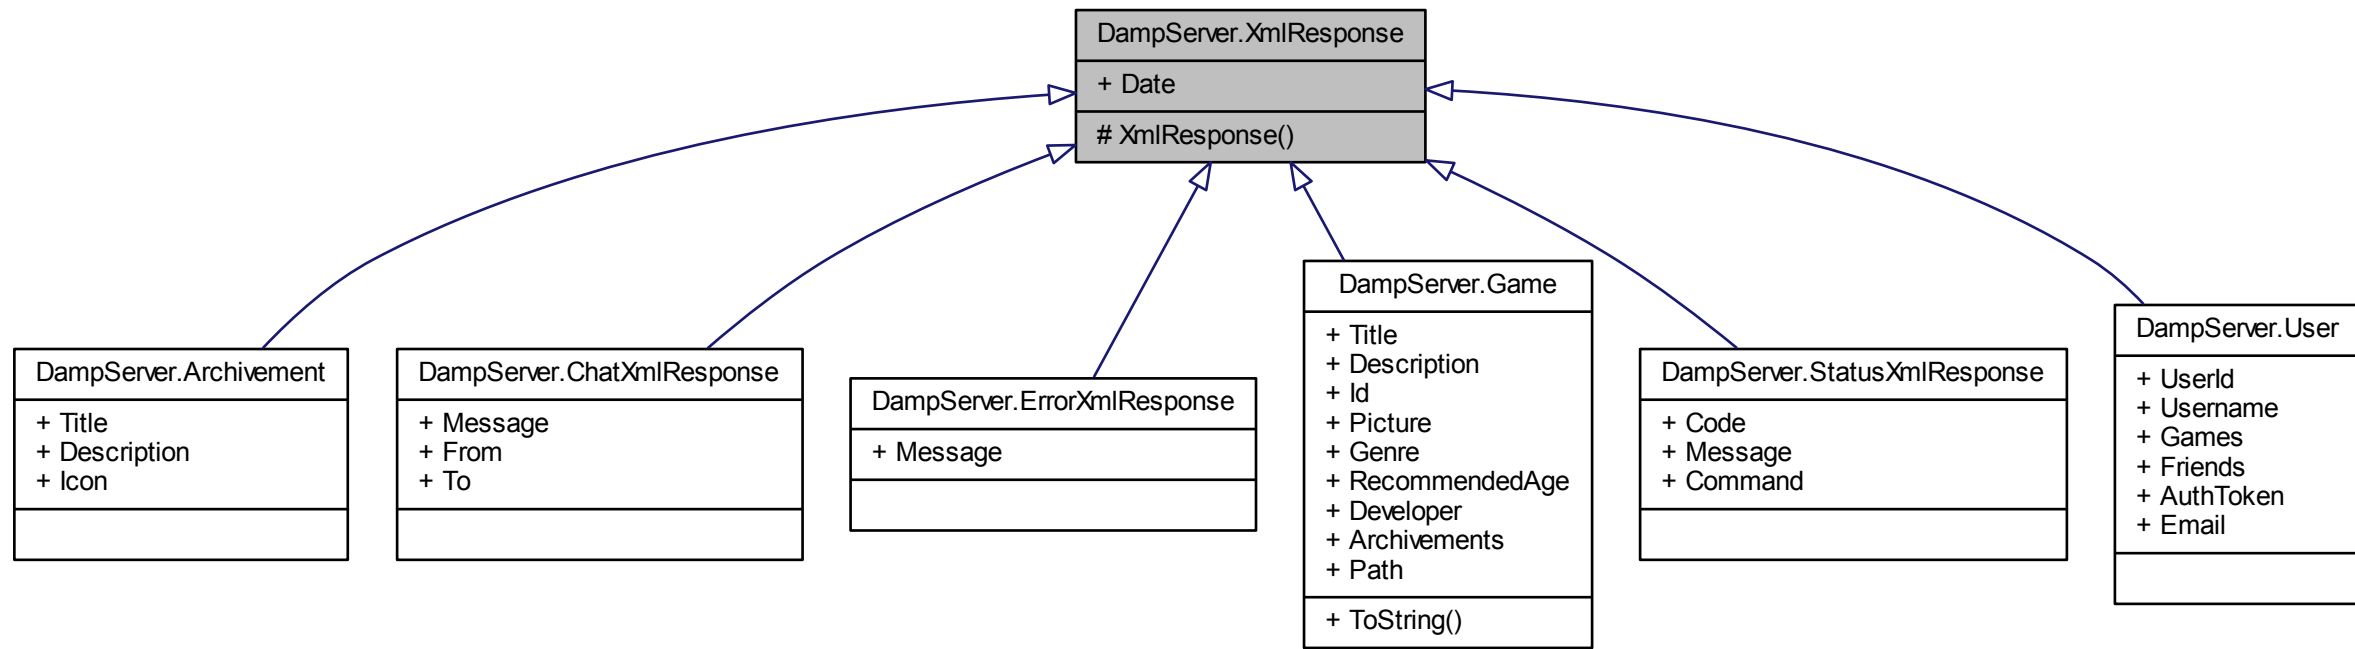 DampServer.XmlResponse
+ Date
# XmlResponse()
DampServer.Archivement
+ Title
+ Description
+ Icon
DampServer.ChatXmlResponse
+ Message
+ From
+ To
DampServer.ErrorXmlResponse
+ Message
DampServer.Game
+ Title
+ Description
+ Id
+ Picture
+ Genre
+ RecommendedAge
+ Developer
+ Archivements
+ Path
+ ToString()
DampServer.StatusXmlResponse
+ Code
+ Message
+ Command
DampServer.User
+ UserId
+ Username
+ Games
+ Friends
+ AuthToken
+ Email